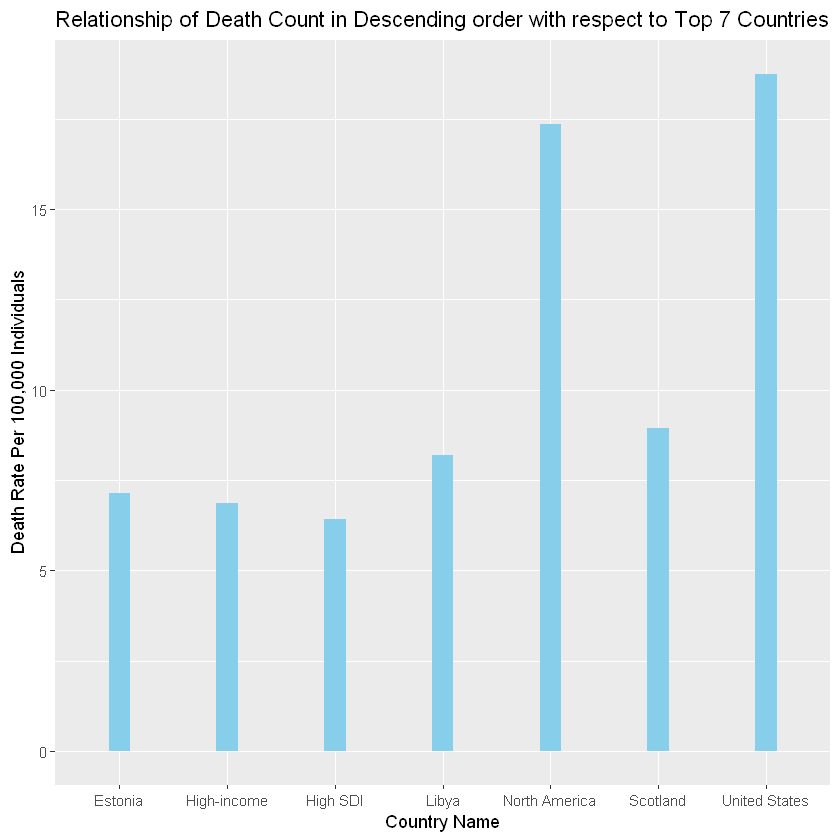 Relationship of Death Count in Descending order with respect to Top 7 Countries
Death Rate Per 100,000 Individuals
15
10
5
0
Estonia High-income High SDI Libya North America Scotland United States
Country Name